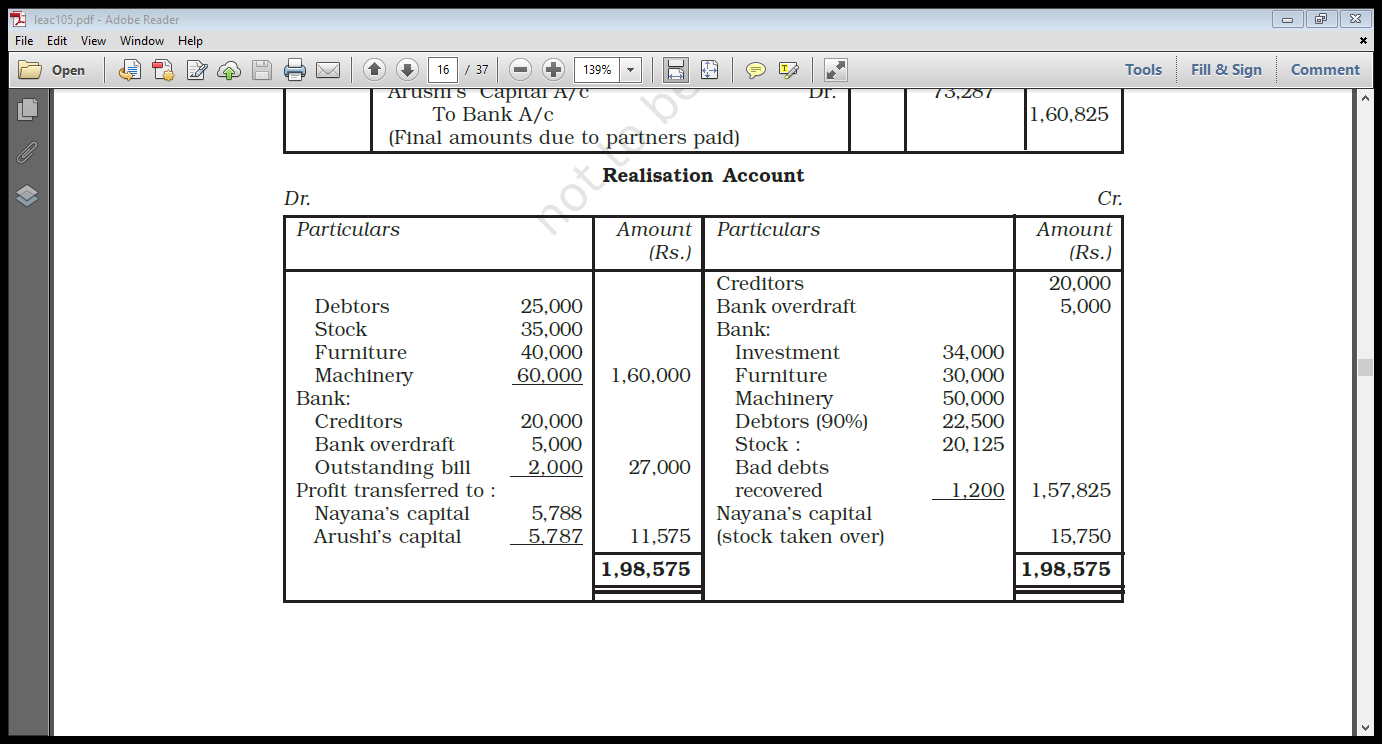 leac105.pdf - Adobe Reader
File Edit View Window Help
Open 16 / 37 139% Tools Fill & Sign Comment
Arushi's Capital A/c Dr. 73,287
To Bank A/c 1,60,825
(Final amounts due to partners paid)
not to be
Realisation Account
Dr. Cr.
Particulars Amount Particulars Amount
(Rs.) (Rs.)
Creditors 20,000
Debtors 25,000 Bank overdraft 5,000
Stock 35,000 Bank:
Furniture 40,000 Investment 34,000
Machinery 60,000 1,60,000 Furniture 30,000
Bank: Machinery 50,000
Creditors 20,000 Debtors (90%) 22,500
Bank overdraft 5,000 Stock : 20,125
Outstanding bill 2,000 27,000 Bad debts
Profit transferred to : recovered 1,200 1,57,825
Nayana's capital 5,788 Nayana's capital
Arushi's capital 5,787 11,575 (stock taken over) 15,750
1,98,575 1,98,575